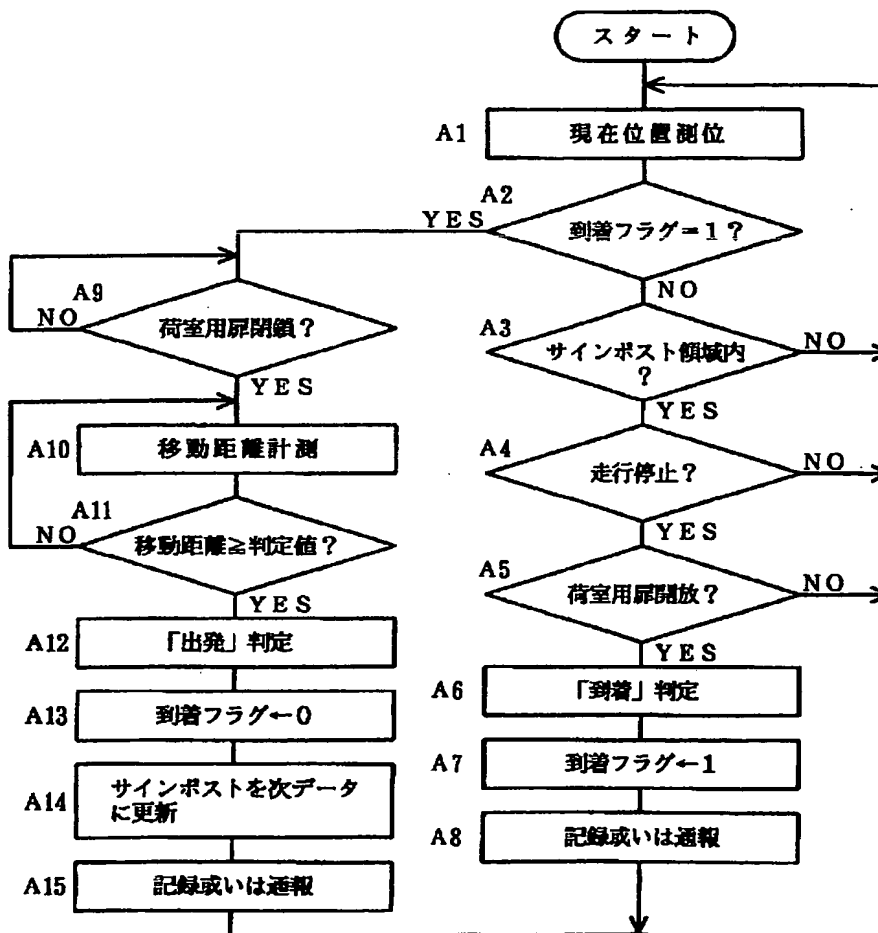 スタート
A1
現在位置測位
A2
YES
到着フラグ=1?
NO
A3
サインポスト領域内
?
NO
YES
A4
走行停止?
NO
YES
A5
荷室用扉開放?
NO
YES
A6
「到着」判定
A7
到着フラグ←1
A8
記録或いは通報
A9
NO
荷室用扉閉鎖?
YES
A10
移動距離計測
A11
NO
移動距離≧判定値?
YES
A12
「出発」判定
A13
到着フラグ←0
A14
サインポストを次データ
に更新
A15
記録或いは通報